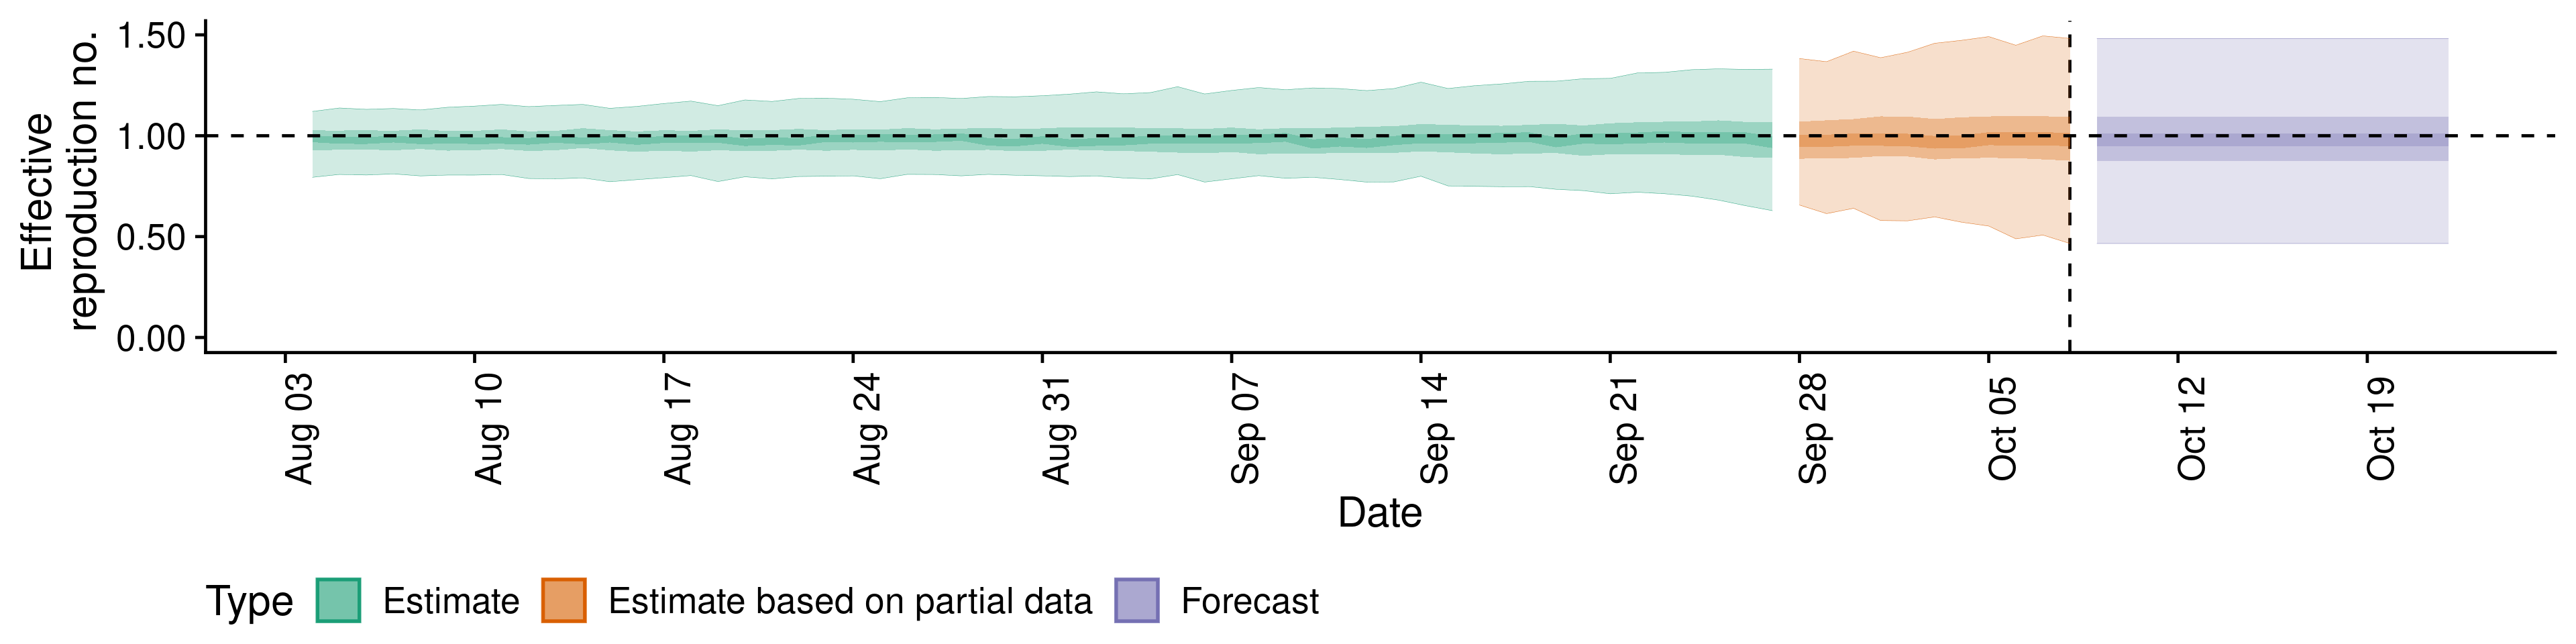 Effective
reproduction no.
1.50
1.00
0.50
0.00
Aug 03
Aug 10
Aug 17
Aug 24
Aug 31
Sep 07
Sep 14
Sep 21
Sep 28
Oct 05
Oct 12
Oct 19
Date
Type Estimate Estimate based on partial data Forecast